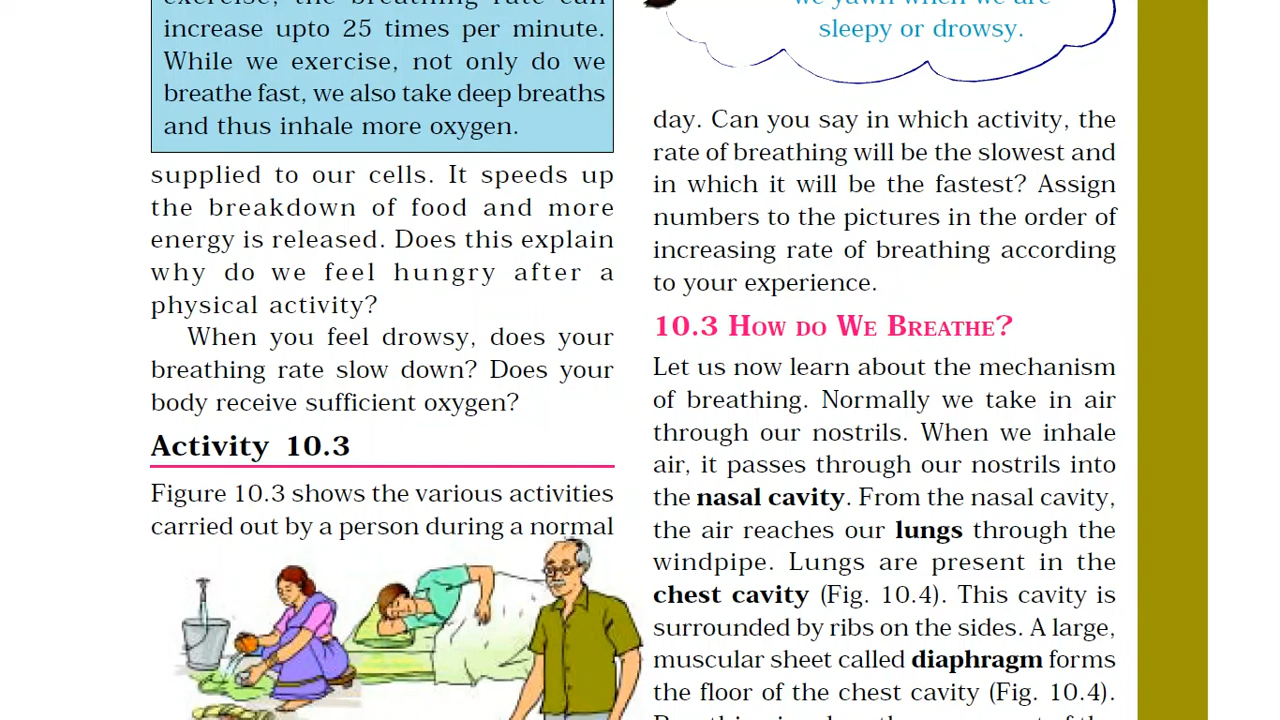 exercise, the breathing rate can
increase upto 25 times per minute.
While we exercise, not only do we
breathe fast, we also take deep breaths
and thus inhale more oxygen.
supplied to our cells. It speeds up
the breakdown of food and more
energy is released. Does this explain
why do we feel hungry after a
physical activity?
When you feel drowsy, does your
breathing rate slow down? Does your
body receive sufficient oxygen?
Activity 10.3
Figure 10.3 shows the various activities
carried out by a person during a normal
we yawn when we are
sleepy or drowsy.
day. Can you say in which activity, the
rate of breathing will be the slowest and
in which it will be the fastest? Assign
numbers to the pictures in the order of
increasing rate of breathing according
to your experience.
10.3 HOW DO WE BREATHE?
Let us now learn about the mechanism
of breathing. Normally we take in air
through our nostrils. When we inhale
air, it passes through our nostrils into
the nasal cavity. From the nasal cavity,
the air reaches our lungs through the
windpipe. Lungs are present in the
chest cavity (Fig. 10.4). This cavity is
surrounded by ribs on the sides. A large,
muscular sheet called diaphragm forms
the floor of the chest cavity (Fig. 10.4).